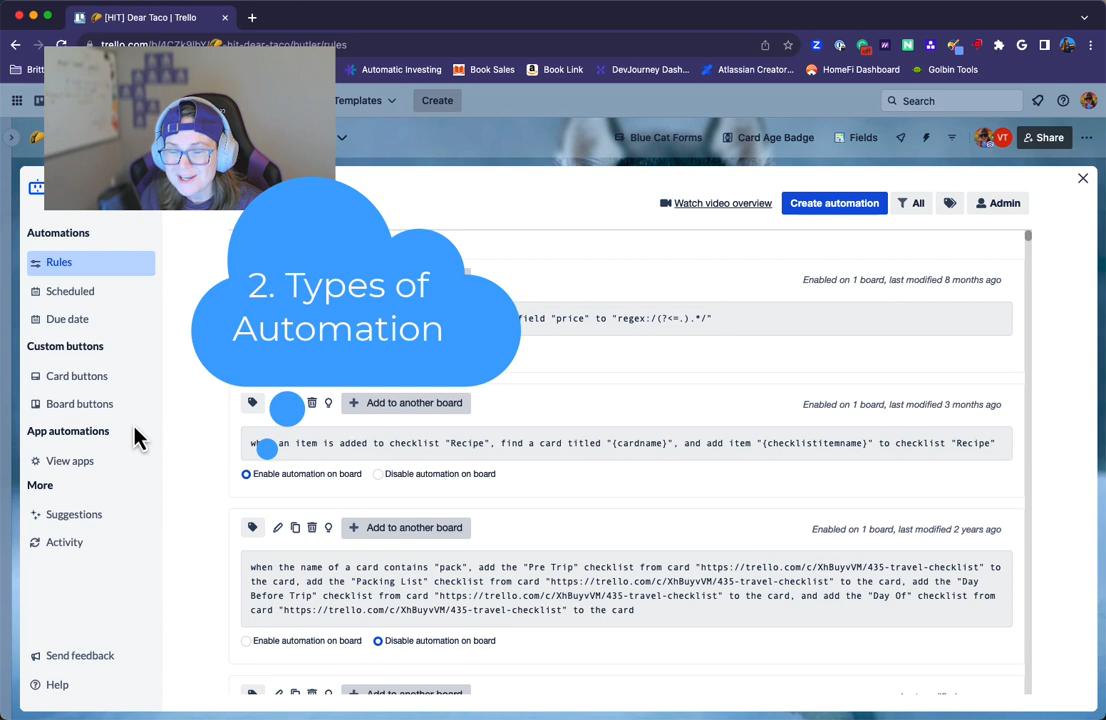 [HIT] Dear Taco | Trello
trello.com/b/4CZk9lbY/🌮-hit-dear-taco/butler/rules
Britt
Automatic Investing
Book Sales
Book Link
DevJourney Dash...
Atlassian Creator...
HomeFi Dashboard
Golbin Tools
Templates
Create
Search
Blue Cat Forms
Card Age Badge
Fields
VT
Share
Watch video overview
Create automation
All
Admin
Automations
Rules
Scheduled
Due date
Custom buttons
Card buttons
Board buttons
App automations
View apps
More
Suggestions
Activity
Send feedback
Help
2. Types of
Automation
Enabled on 1 board, last modified 8 months ago
field "price" to "regex:/(?<=.).*/"
Add to another board
Enabled on 1 board, last modified 3 months ago
an item is added to checklist "Recipe", find a card titled "{cardname}", and add item "{checklistitemname}" to checklist "Recipe"
Enable automation on board
Disable automation on board
Add to another board
Enabled on 1 board, last modified 2 years ago
when the name of a card contains "pack", add the "Pre Trip" checklist from card "https://trello.com/c/XhBuyvVM/435-travel-checklist" to
the card, add the "Packing List" checklist from card "https://trello.com/c/XhBuyvVM/435-travel-checklist" to the card, add the "Day
Before Trip" checklist from card "https://trello.com/c/XhBuyvVM/435-travel-checklist" to the card, and add the "Day Of" checklist from
card "https://trello.com/c/XhBuyvVM/435-travel-checklist" to the card
Enable automation on board
Disable automation on board
Add to another board